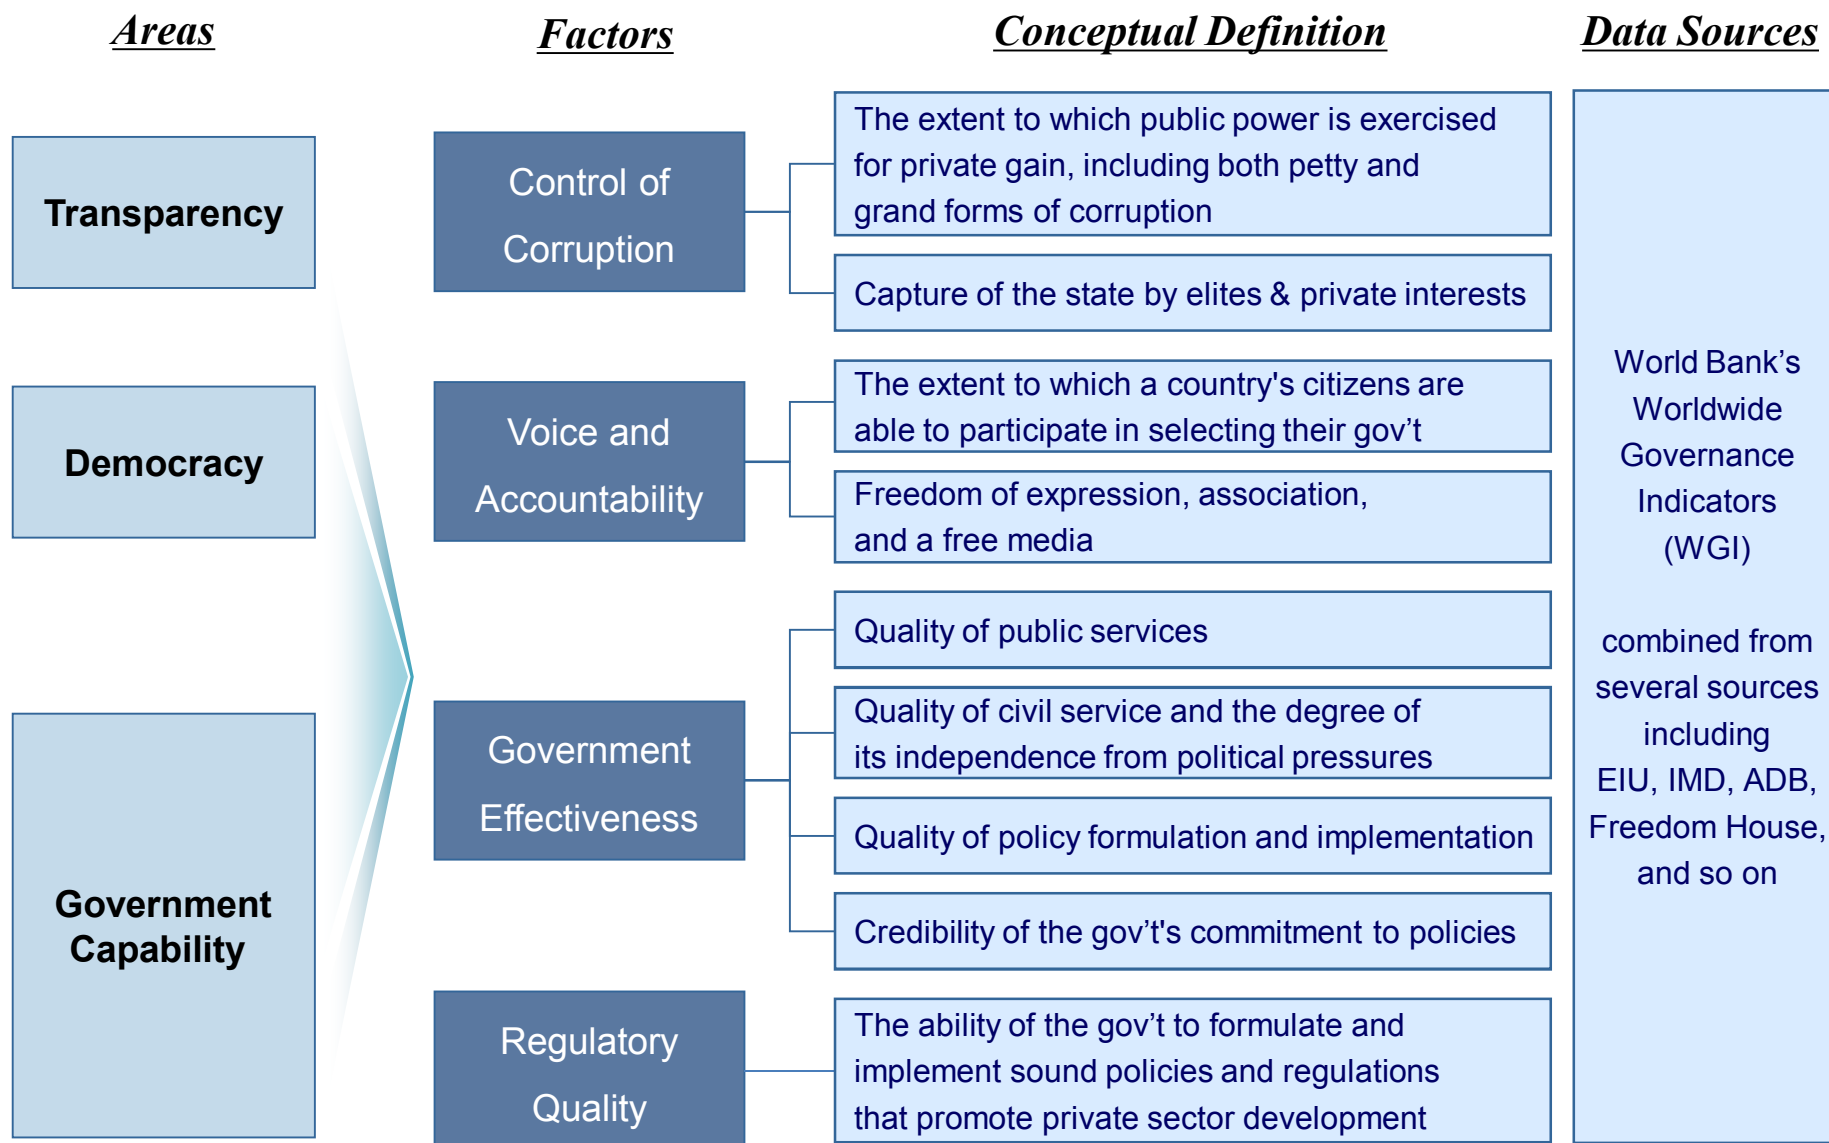 Areas
Factors
Conceptual Definition
Data Sources
Transparency
Democracy
Government
Capability
Control of
Corruption
Voice and
Accountability
Government
Effectiveness
Regulatory
Quality
The extent to which public power is exercised
for private gain, including both petty and
grand forms of corruption
Capture of the state by elites & private interests
The extent to which a country's citizens are
able to participate in selecting their gov’t
Freedom of expression, association,
and a free media
Quality of public services
Quality of civil service and the degree of
its independence from political pressures
Quality of policy formulation and implementation
Credibility of the gov’t's commitment to policies
The ability of the gov’t to formulate and
implement sound policies and regulations
that promote private sector development
World Bank’s
Worldwide
Governance
Indicators
(WGI)
combined from
several sources
including
EIU, IMD, ADB,
Freedom House,
and so on